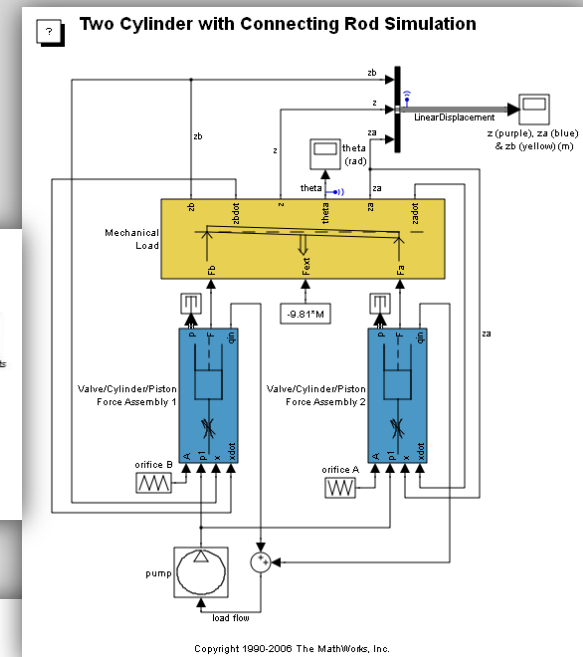 ?
Two Cylinder with Connecting Rod Simulation
zb
z
LinearDisplacement
z (purple), za (blue)
& zb (yellow) (m)
za
zb
z
theta
(rad)
theta
za
zb
zbdot
z
theta
za
zadot
Mechanical
Load
Fb
Fext
Fa
-9.81*M
za
P
F
qin
P
F
qin
Valve/Cylinder/Piston
Force Assembly 1
Valve/Cylinder/Piston
Force Assembly 2
A
p1
x
xdot
A
p1
x
xdot
orifice B
orifice A
pump
load flow
Copyright 1990-2006 The MathWorks, Inc.